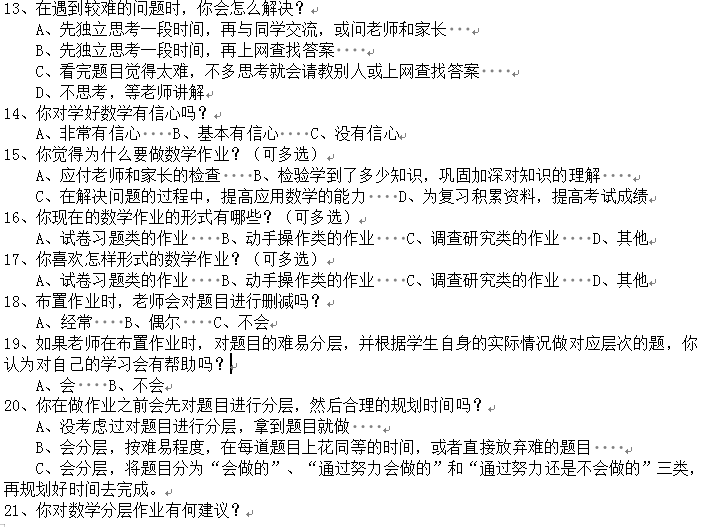 13、在遇到较难的问题时，你会怎么解决？
A、先独立思考一段时间，再与同学交流，或问老师和家长
B、先独立思考一段时间，再上网查找答案
C、看完题目觉得太难，不多思考就会请教别人或上网查找答案
D、不思考，等老师讲解
14、你对学好数学有信心吗？
A、非常有信心····B、基本有信心····C、没有信心
15、你觉得为什么要做数学作业？（可多选）
A、应付老师和家长的检查····B、检验学到了多少知识，巩固加深对知识的理解····
C、在解决问题的过程中，提高应用数学的能力····D、为复习积累资料，提高考试成绩
16、你现在的数学作业的形式有哪些？（可多选）
A、试卷习题类的作业····B、动手操作类的作业····C、调查研究类的作业····D、其他
17、你喜欢怎样形式的数学作业？（可多选）
A、试卷习题类的作业····B、动手操作类的作业····C、调查研究类的作业····D、其他
18、布置作业时，老师会对题目进行删减吗？
A、经常····B、偶尔····C、不会
19、如果老师在布置作业时，对题目的难易分层，并根据学生自身的实际情况做对应层次的题，你
认为对自己的学习会有帮助吗？
A、会····B、不会
20、你在做作业之前会先对题目进行分层，然后合理的规划时间吗？
A、没考虑过对题目进行分层，拿到题目就做····
B、会分层，按难易程度，在每道题目上花同等的时间，或者直接放弃难的题目····
C、会分层，将题目分为“会做的”、“通过努力会做的”和“通过努力还是不会做的”三类，
再规划好时间去完成。
21、你对数学分层作业有何建议？